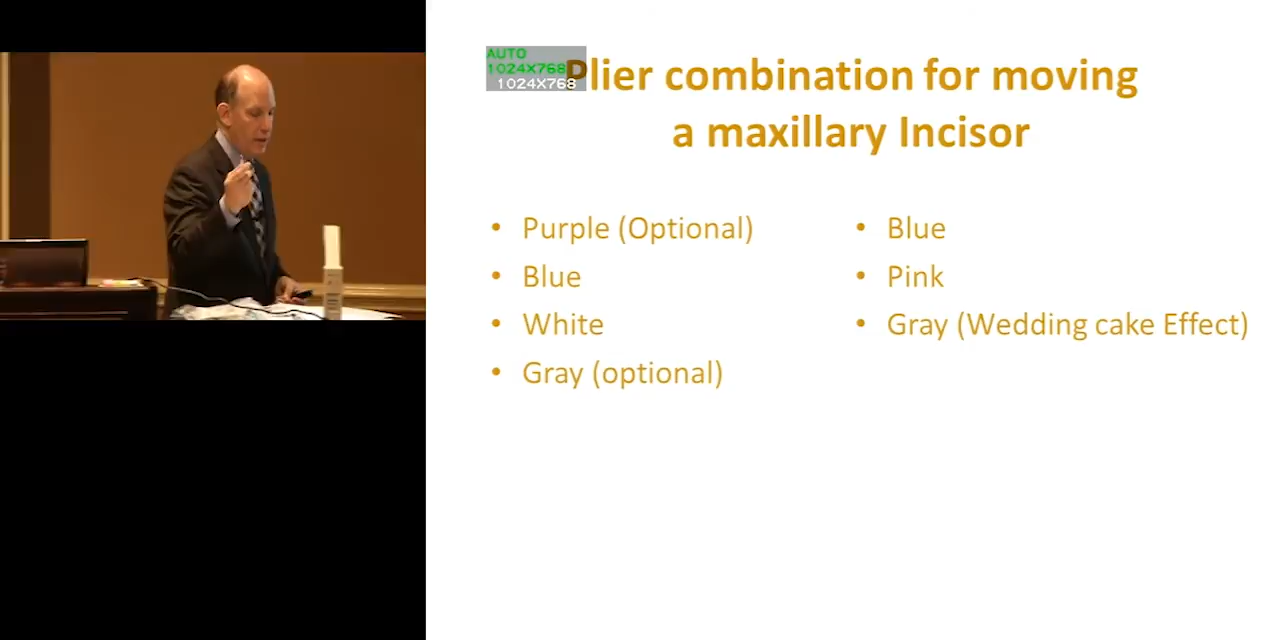 AUTO
1024X768
1024X768
Plier combination for moving
a maxillary Incisor
• Purple (Optional)
• Blue
• White
• Gray (optional)
• Blue
• Pink
• Gray (Wedding cake Effect)